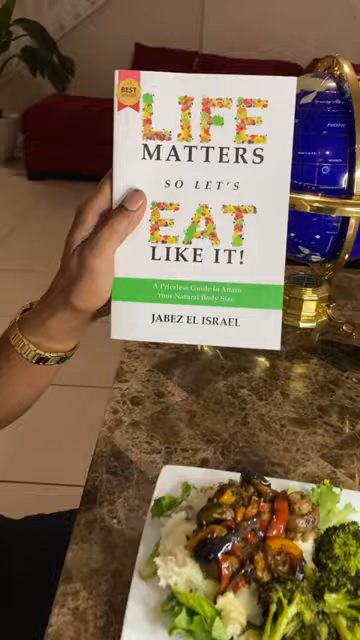 BEST
SELLER
LIFE
MATTERS
SO LET'S
EAT
LIKE IT!
A Priceless Guide to Attain
Your Natural Body Size
JABEZ EL ISRAEL
PACIFIC